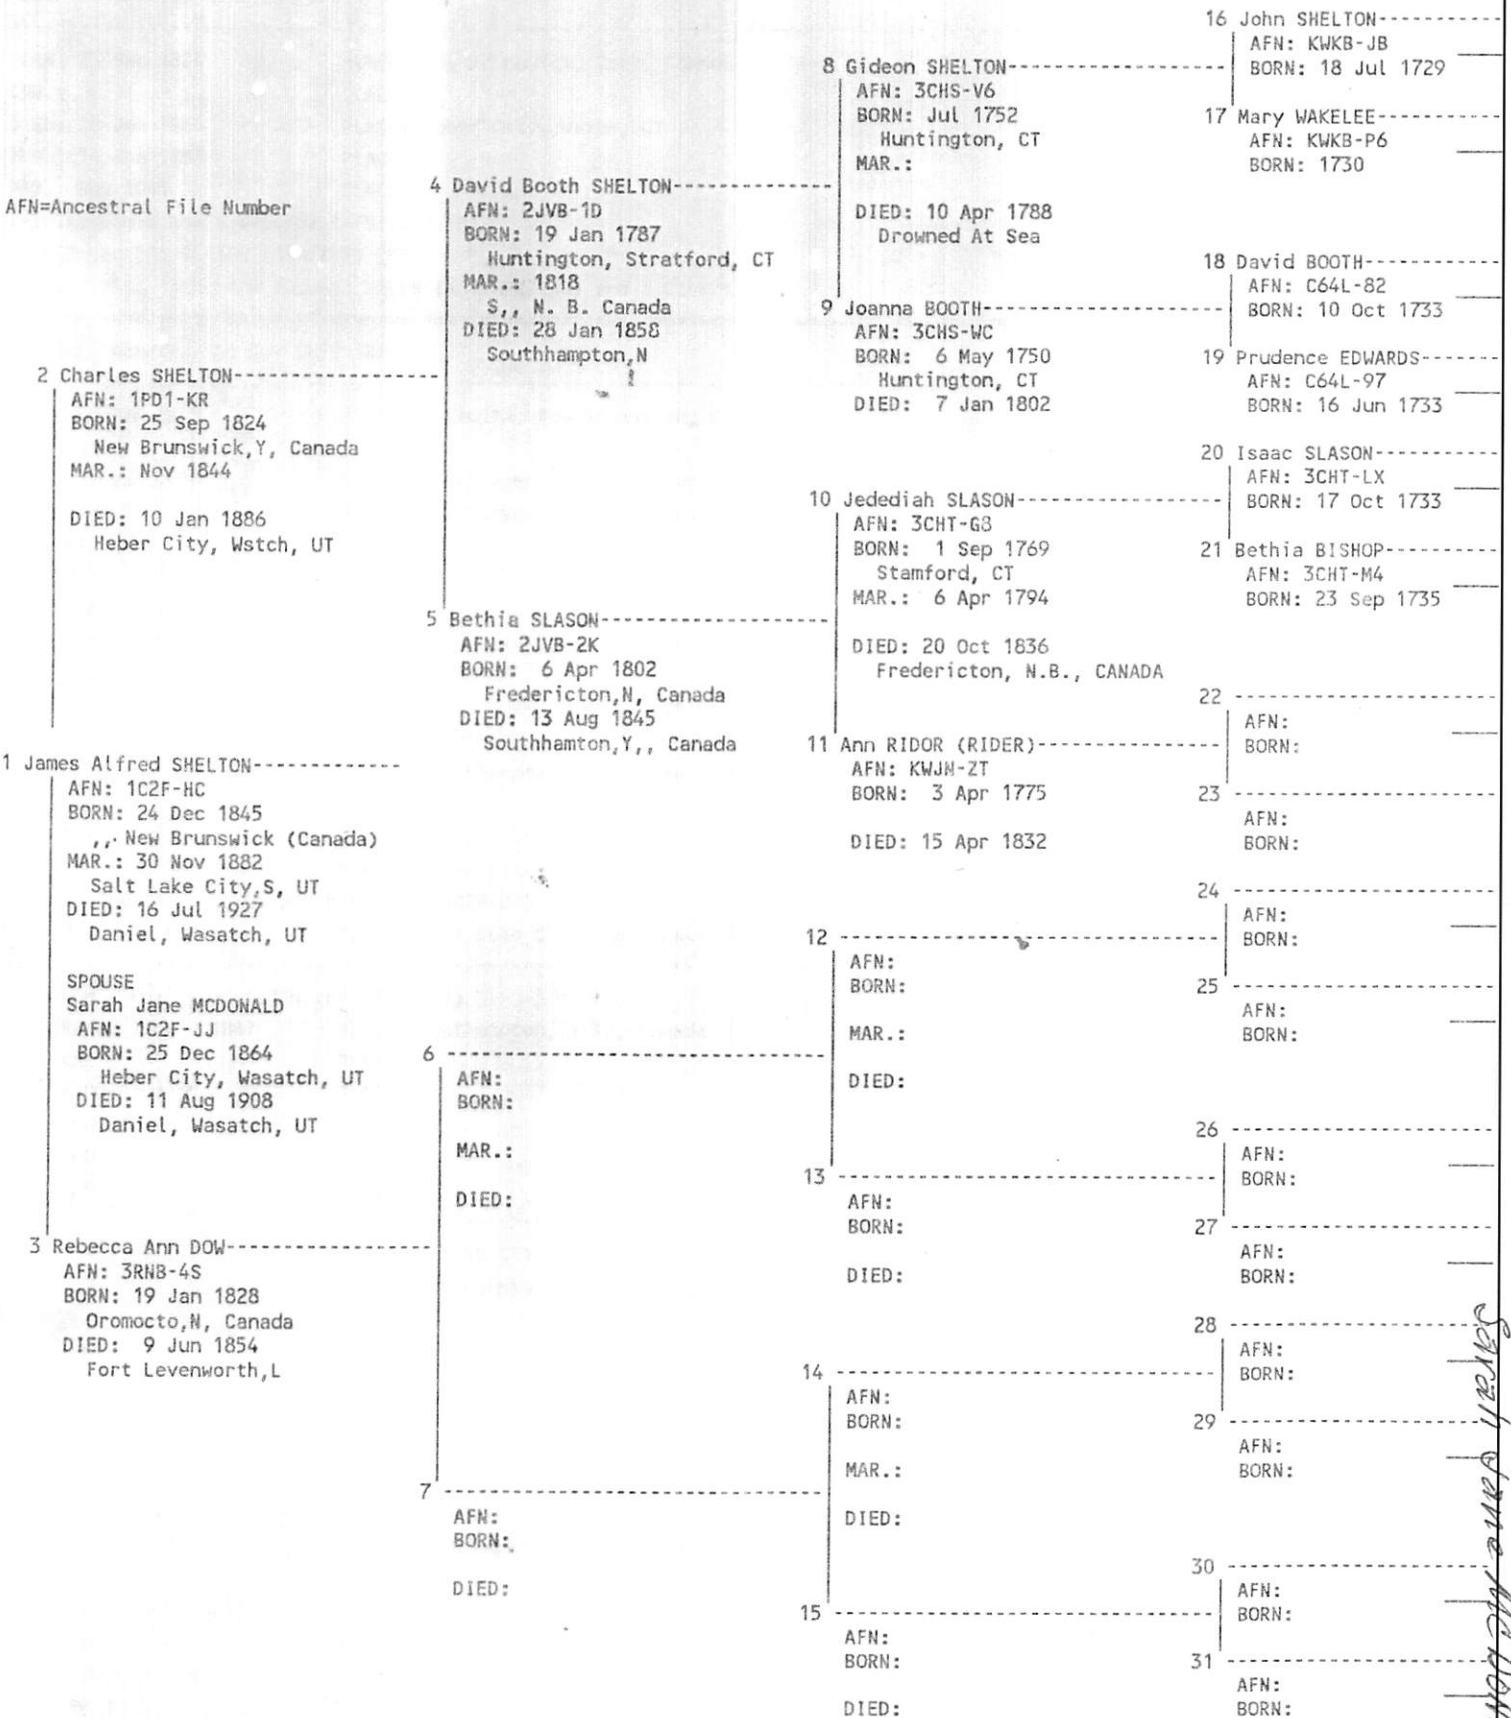 AFN=Ancestral File Number
1 James Alfred SHELTON
AFN: 1C2F-HC
BORN: 24 Dec 1845
,, New Brunswick (Canada)
MAR.: 30 Nov 1882
Salt Lake City,S, UT
DIED: 16 Jul 1927
Daniel, Wasatch, UT
SPOUSE
Sarah Jane MCDONALD
AFN: 1C2F-JJ
BORN: 25 Dec 1864
Heber City, Wasatch, UT
DIED: 11 Aug 1908
Daniel, Wasatch, UT
2 Charles SHELTON
AFN: 1PD1-KR
BORN: 25 Sep 1824
New Brunswick,Y, Canada
MAR.: Nov 1844
DIED: 10 Jan 1886
Heber City, Wstch, UT
3 Rebecca Ann DOW
AFN: 3RNB-4S
BORN: 19 Jan 1828
Oromocto,N, Canada
DIED: 9 Jun 1854
Fort Levenworth,L
4 David Booth SHELTON
AFN: 2JVB-1D
BORN: 19 Jan 1787
Huntington, Stratford, CT
MAR.: 1818
S,, N. B. Canada
DIED: 28 Jan 1858
Southhampton,N
5 Bethia SLASON
AFN: 2JVB-2K
BORN: 6 Apr 1802
Fredericton,N, Canada
DIED: 13 Aug 1845
Southhamton,Y,, Canada
6
AFN:
BORN:
MAR.:
DIED:
7
AFN:
BORN:
DIED:
8 Gideon SHELTON
AFN: 3CHS-V6
BORN: Jul 1752
Huntington, CT
MAR.:
DIED: 10 Apr 1788
Drowned At Sea
9 Joanna BOOTH
AFN: 3CHS-WC
BORN: 6 May 1750
Huntington, CT
DIED: 7 Jan 1802
10 Jedediah SLASON
AFN: 3CHT-G8
BORN: 1 Sep 1769
Stamford, CT
MAR.: 6 Apr 1794
DIED: 20 Oct 1836
Fredericton, N.B., CANADA
11 Ann RIDOR (RIDER)
AFN: KWJN-ZT
BORN: 3 Apr 1775
DIED: 15 Apr 1832
12
AFN:
BORN:
MAR.:
DIED:
13
AFN:
BORN:
DIED:
14
AFN:
BORN:
MAR.:
DIED:
15
AFN:
BORN:
DIED:
16 John SHELTON
AFN: KWKB-JB
BORN: 18 Jul 1729
17 Mary WAKELEE
AFN: KWKB-P6
BORN: 1730
18 David BOOTH
AFN: C64L-82
BORN: 10 Oct 1733
19 Prudence EDWARDS
AFN: C64L-97
BORN: 16 Jun 1733
20 Isaac SLASON
AFN: 3CHT-LX
BORN: 17 Oct 1733
21 Bethia BISHOP
AFN: 3CHT-M4
BORN: 23 Sep 1735
22
AFN:
BORN:
23
AFN:
BORN:
24
AFN:
BORN:
25
AFN:
BORN:
26
AFN:
BORN:
27
AFN:
BORN:
28
AFN:
BORN:
29
AFN:
BORN:
30
AFN:
BORN:
31
AFN:
BORN:
Sarah Jane